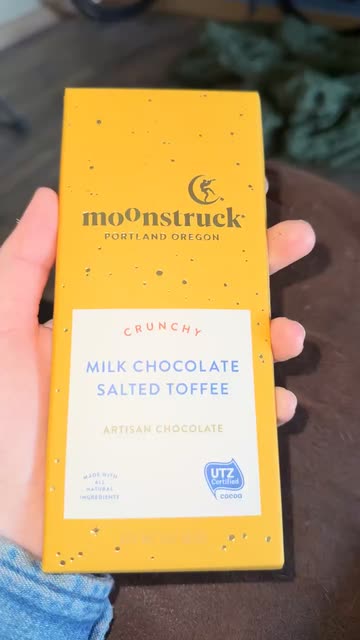 moonstruck
PORTLAND OREGON
CRUNCHY
MILK CHOCOLATE
SALTED TOFFEE
ARTISAN CHOCOLATE
MADE WITH
ALL
NATURAL
INGREDIENTS
UTZ
Certified
cocoa